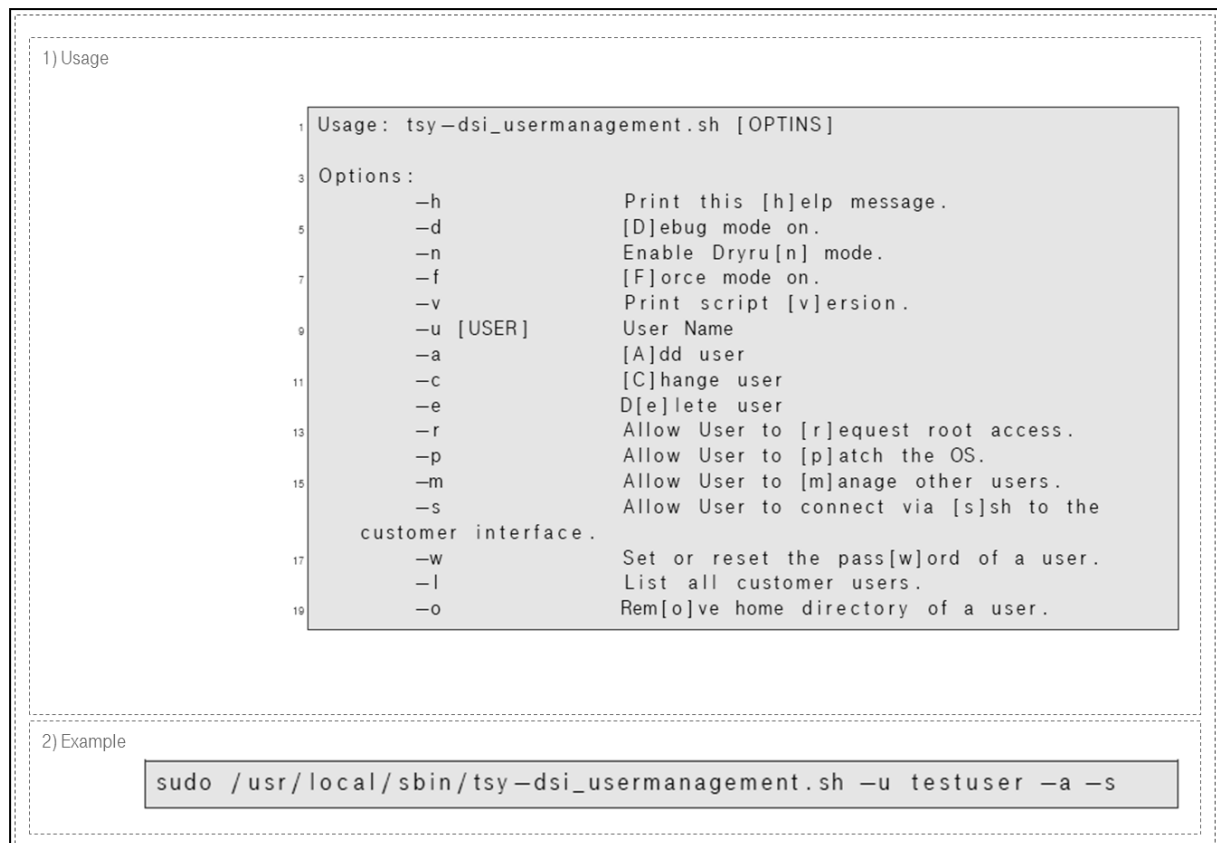 1) Usage
1 Usage: tsy—dsi_usermanagement.sh [OPTINS]
3 Options:
—h Print this [h]elp message.
5 —d [D]ebug mode on.
—n Enable Dryru[n] mode.
7 —f [F]orce mode on.
—v Print script [v]ersion.
9 —u [USER] User Name
—a [A]dd user
11 —c [C]hange user
—e D[e]lete user
13 —r Allow User to [r]equest root access.
—p Allow User to [p]atch the OS.
15 —m Allow User to [m]anage other users.
—s Allow User to connect via [s]sh to the
customer interface.
17 —w Set or reset the pass[w]ord of a user.
—l List all customer users.
19 —o Rem[o]ve home directory of a user.
2) Example
sudo /usr/local/sbin/tsy—dsi_usermanagement.sh —u testuser —a —s